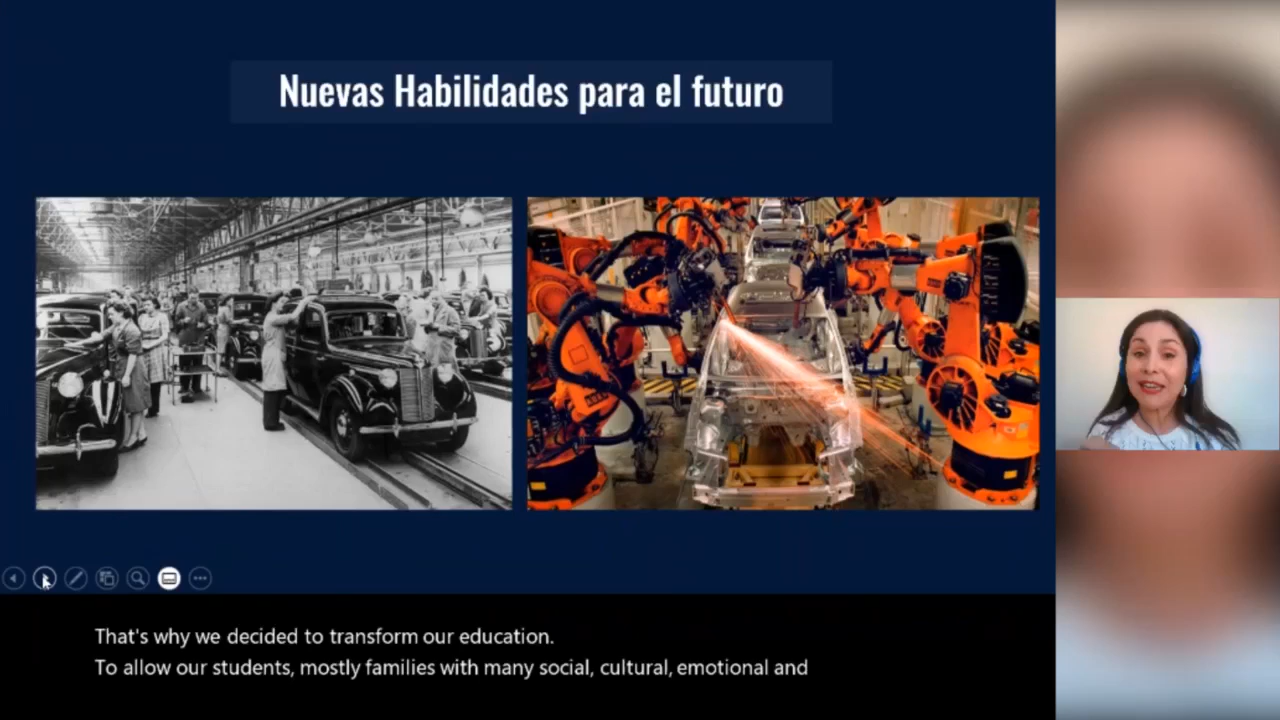 Nuevas Habilidades para el futuro
That's why we decided to transform our education.
To allow our students, mostly families with many social, cultural, emotional and